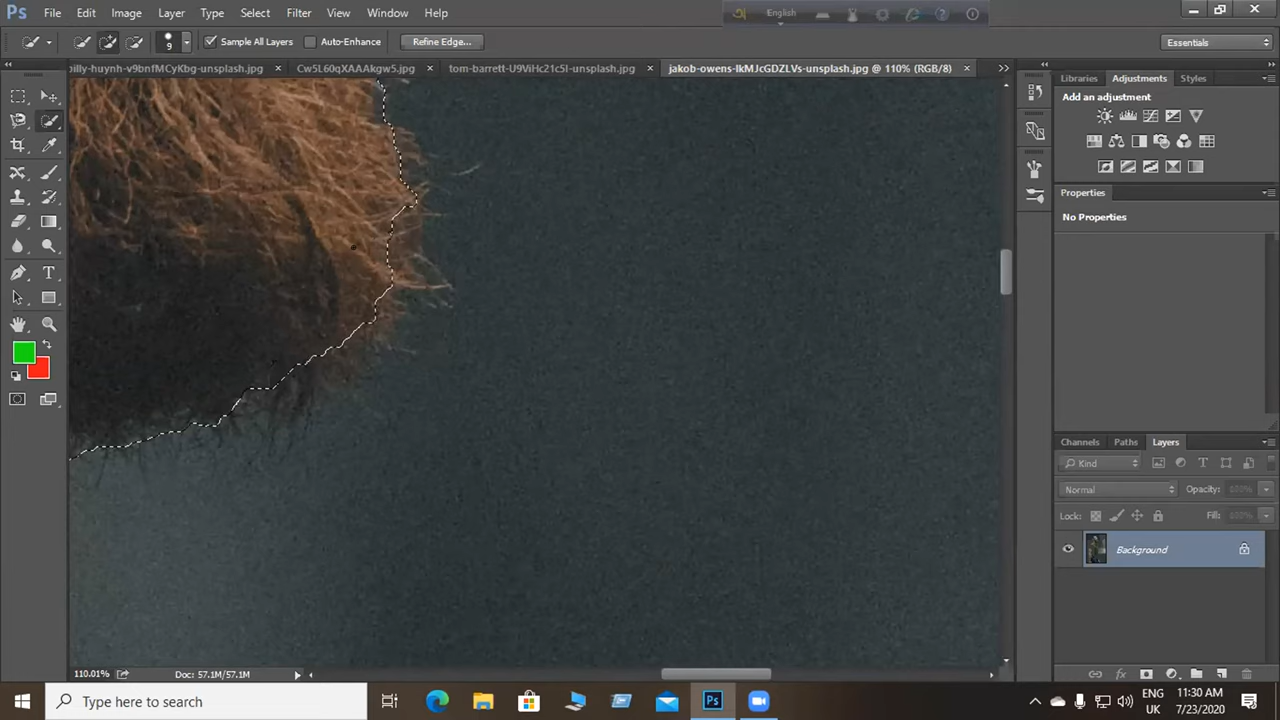 Ps File Edit Image Layer Type Select Filter View Window Help
English
9 Sample All Layers Auto-Enhance Refine Edge... Essentials
billy-huynh-v9bnfMCyKbg-unsplash.jpg × Cw5L60qXAAAkgw5.jpg × tom-barrett-U9ViHc21c5I-unsplash.jpg × jakob-owens-lkMJcGDZLVs-unsplash.jpg @ 110% (RGB/8) ×
Libraries Adjustments Styles
Add an adjustment
Properties
No Properties
Channels Paths Layers
Kind
Normal Opacity:
Lock: Fill:
Background
110.01% Doc: 57.1M/57.1M
Type here to search
Ps
ENG 11:30 AM
UK 7/23/2020